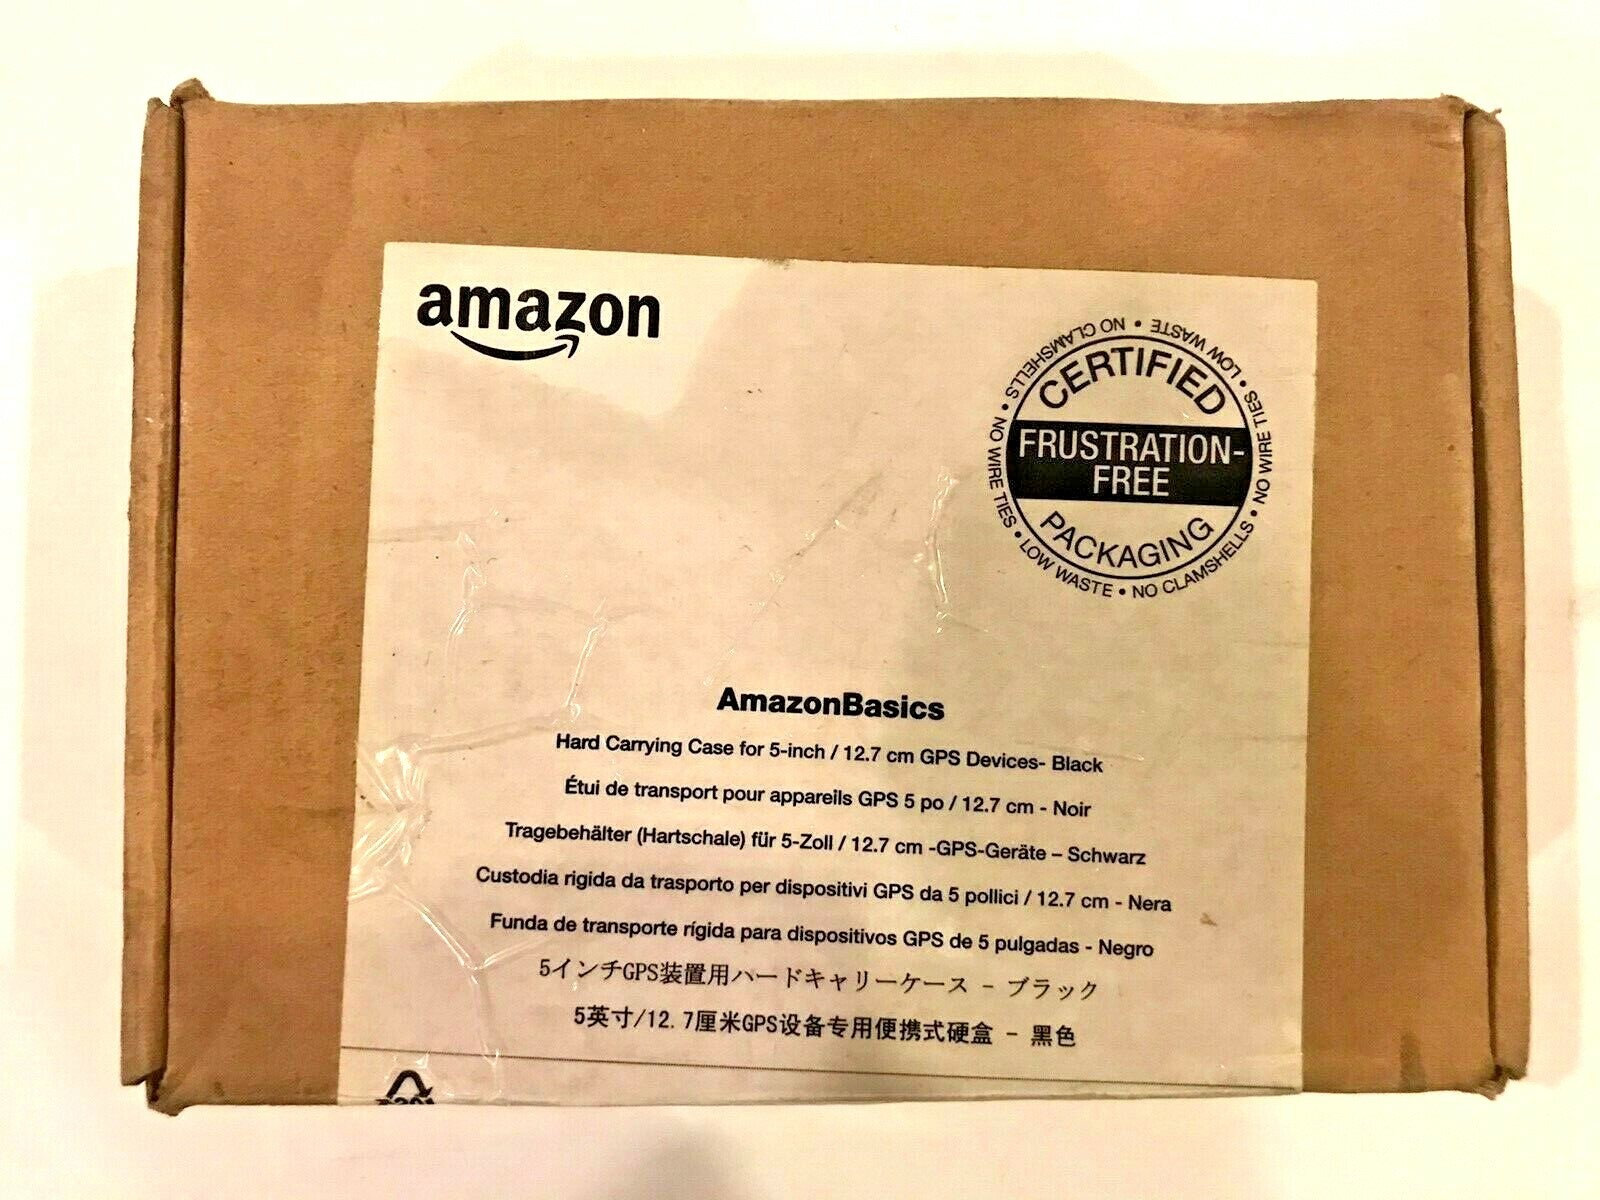 amazon
NO CLAMSHELLS • LOW WASTE • NO WIRE TIES • NO CLAMSHELLS • LOW WASTE • NO WIRE TIES •
CERTIFIED
FRUSTRATION-
FREE
PACKAGING
AmazonBasics
Hard Carrying Case for 5-inch / 12.7 cm GPS Devices- Black
Étui de transport pour appareils GPS 5 po / 12.7 cm - Noir
Tragebehälter (Hartschale) für 5-Zoll / 12.7 cm -GPS-Geräte – Schwarz
Custodia rigida da trasporto per dispositivi GPS da 5 pollici / 12.7 cm - Nera
Funda de transporte rígida para dispositivos GPS de 5 pulgadas - Negro
5インチGPS装置用ハードキャリーケース - ブラック
5英寸/12.7厘米GPS设备专用便携式硬盒 - 黑色